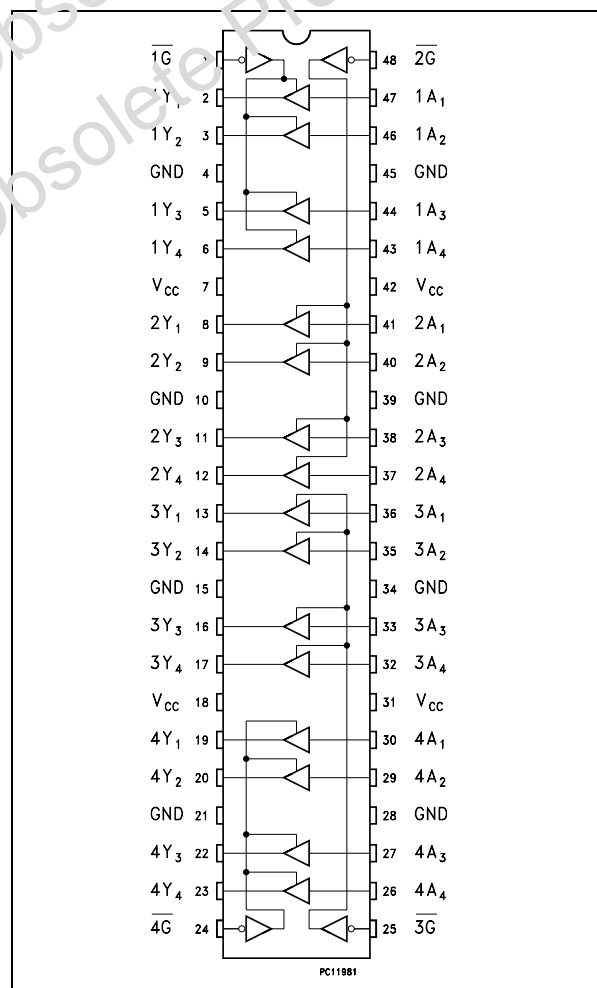 Obsolete
Obsolete Pro
1G 48 2G
1Y1 2 47 1A1
1Y2 3 46 1A2
GND 4 45 GND
1Y3 5 44 1A3
1Y4 6 43 1A4
VCC 7 42 VCC
2Y1 8 41 2A1
2Y2 9 40 2A2
GND 10 39 GND
2Y3 11 38 2A3
2Y4 12 37 2A4
3Y1 13 36 3A1
3Y2 14 35 3A2
GND 15 34 GND
3Y3 16 33 3A3
3Y4 17 32 3A4
VCC 18 31 VCC
4Y1 19 30 4A1
4Y2 20 29 4A2
GND 21 28 GND
4Y3 22 27 4A3
4Y4 23 26 4A4
4G 24 25 3G
PC11981